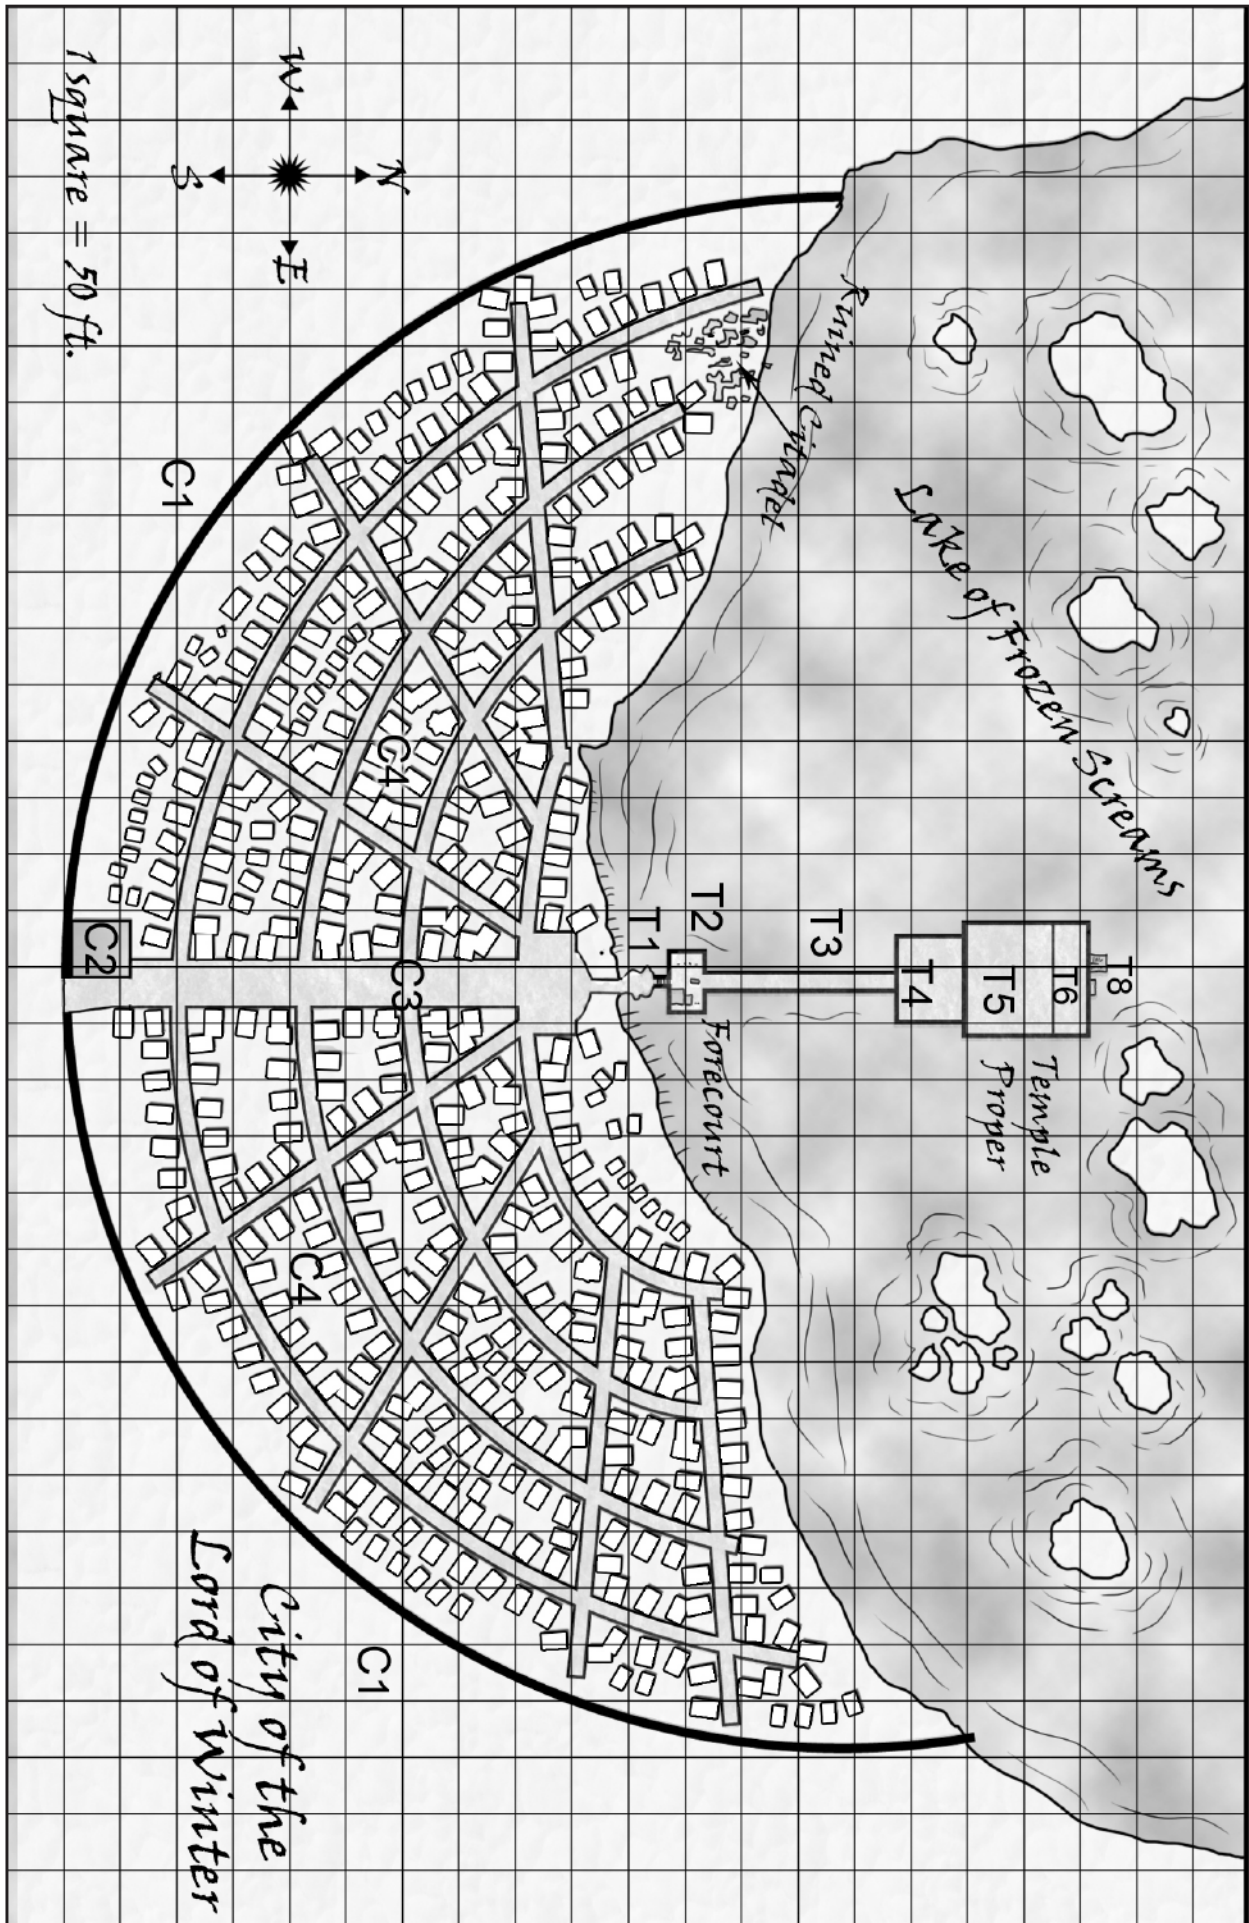 City of the
Lord of Winter
Lake of Frozen Screams
Ruined Citadel
Temple
Proper
Forecourt
T1
T2
T3
T4
T5
T6
T8
C1
C2
C3
C4
C4
C1
N
W
E
S
1 square = 50 ft.